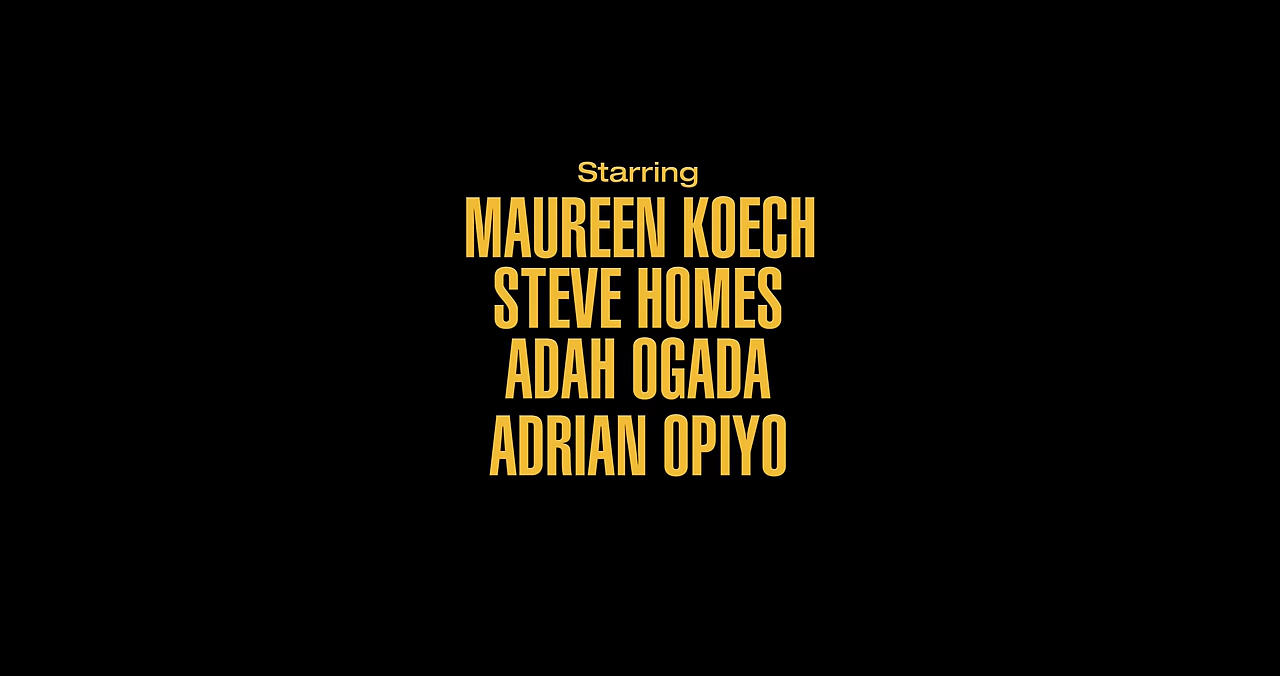 Starring
MAUREEN KOECH
STEVE HOMES
ADAH OGADA
ADRIAN OPIYO